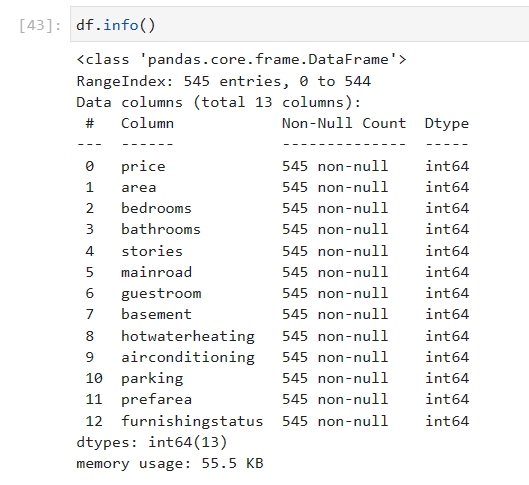 [43]: df.info()
<class 'pandas.core.frame.DataFrame'>
RangeIndex: 545 entries, 0 to 544
Data columns (total 13 columns):
 #   Column            Non-Null Count  Dtype
---  ------            --------------  -----
 0   price             545 non-null    int64
 1   area              545 non-null    int64
 2   bedrooms          545 non-null    int64
 3   bathrooms         545 non-null    int64
 4   stories           545 non-null    int64
 5   mainroad          545 non-null    int64
 6   guestroom         545 non-null    int64
 7   basement          545 non-null    int64
 8   hotwaterheating   545 non-null    int64
 9   airconditioning   545 non-null    int64
 10  parking           545 non-null    int64
 11  prefarea          545 non-null    int64
 12  furnishingstatus  545 non-null    int64
dtypes: int64(13)
memory usage: 55.5 KB